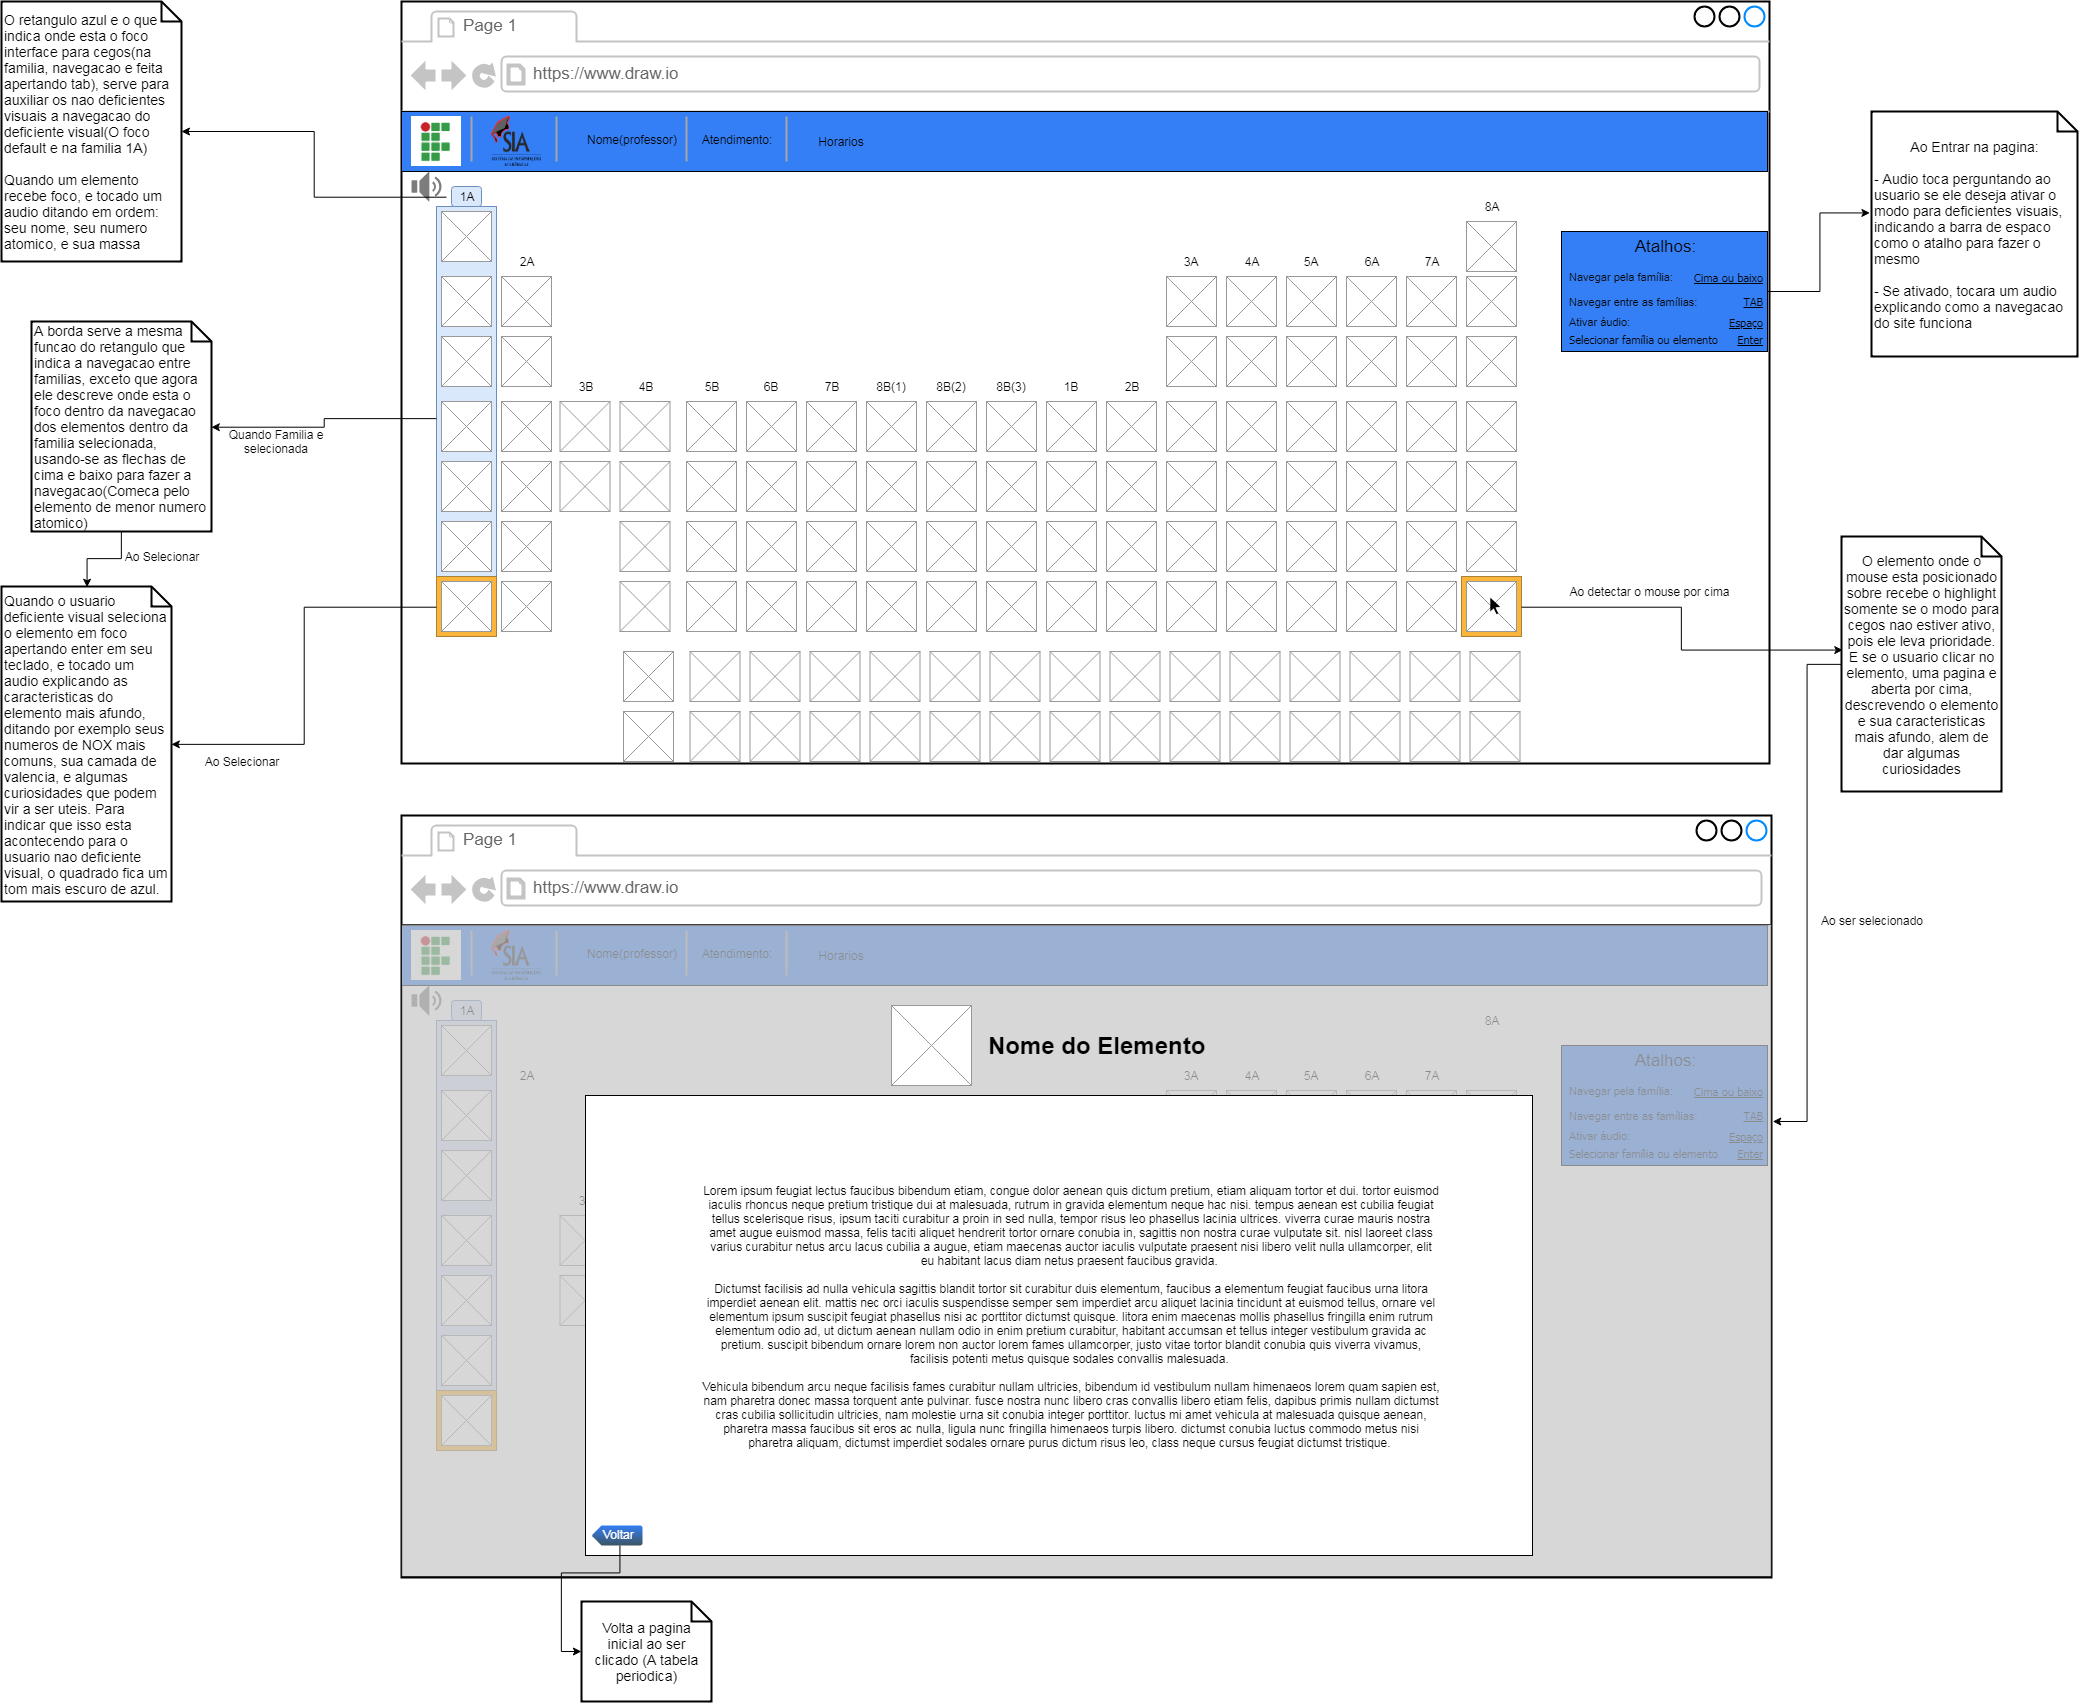 O retangulo azul e o que
indica onde esta o foco
interface para cegos(na
familia, navegacao e feita
apertando tab), serve para
auxiliar os nao deficientes
visuais a navegacao do
deficiente visual(O foco
default e na familia 1A)
Quando um elemento
recebe foco, e tocado um
audio ditando em ordem:
seu nome, seu numero
atomico, e sua massa
A borda serve a mesma
funcao do retangulo que
indica a navegacao entre
familias, exceto que agora
ele descreve onde esta o
foco dentro da navegacao
dos elementos dentro da
familia selecionada,
usando-se as flechas de
cima e baixo para fazer a
navegacao(Comeca pelo
elemento de menor numero
atomico)
Quando Familia e
selecionada
Ao Selecionar
Quando o usuario
deficiente visual seleciona
o elemento em foco
apertando enter em seu
teclado, e tocado um
audio explicando as
caracteristicas do
elemento mais afundo,
ditando por exemplo seus
numeros de NOX mais
comuns, sua camada de
valencia, e algumas
curiosidades que podem
vir a ser uteis. Para
indicar que isso esta
acontecendo para o
usuario nao deficiente
visual, o quadrado fica um
tom mais escuro de azul.
Ao Selecionar
Page 1
https://www.draw.io
SIA
Nome(professor)
Atendimento:
Horarios
1A
8A
2A
3A 4A 5A 6A 7A
3B 4B 5B 6B 7B 8B(1) 8B(2) 8B(3) 1B 2B
Atalhos:
Navegar pela família: Cima ou baixo
Navegar entre as famílias: TAB
Ativar áudio: Espaço
Selecionar família ou elemento Enter
Ao Entrar na pagina:
- Audio toca perguntando ao
usuario se ele deseja ativar o
modo para deficientes visuais,
indicando a barra de espaco
como o atalho para fazer o
mesmo
- Se ativado, tocara um audio
explicando como a navegacao
do site funciona
Ao detectar o mouse por cima
O elemento onde o
mouse esta posicionado
sobre recebe o highlight
somente se o modo para
cegos nao estiver ativo,
pois ele leva prioridade.
E se o usuario clicar no
elemento, uma pagina e
aberta por cima,
descrevendo o elemento
e sua caracteristicas
mais afundo, alem de
dar algumas
curiosidades
Ao ser selecionado
Page 1
https://www.draw.io
SIA
Nome(professor)
Atendimento:
Horarios
1A
8A
Nome do Elemento
2A
3A 4A 5A 6A 7A
Atalhos:
Navegar pela família: Cima ou baixo
Navegar entre as famílias: TAB
Ativar áudio: Espaço
Selecionar família ou elemento Enter
Lorem ipsum feugiat lectus faucibus bibendum etiam, congue dolor aenean quis dictum pretium, etiam aliquam tortor et dui. tortor euismod
iaculis rhoncus neque pretium tristique dui at malesuada, rutrum in gravida elementum neque hac nisi. tempus aenean est cubilia feugiat
tellus scelerisque risus, ipsum taciti curabitur a proin in sed nulla, tempor risus leo phasellus lacinia ultrices. viverra curae mauris nostra
amet augue euismod massa, felis taciti aliquet hendrerit tortor ornare conubia in, sagittis non nostra curae vulputate sit. nisl laoreet class
varius curabitur netus arcu lacus cubilia a augue, etiam maecenas auctor iaculis vulputate praesent nisi libero velit nulla ullamcorper, elit
eu habitant lacus diam netus praesent faucibus gravida.
Dictumst facilisis ad nulla vehicula sagittis blandit tortor sit curabitur duis elementum, faucibus a elementum feugiat faucibus urna litora
imperdiet aenean elit. mattis nec orci iaculis suspendisse semper sem imperdiet arcu aliquet lacinia tincidunt at euismod tellus, ornare vel
elementum ipsum suscipit feugiat phasellus nisi ac porttitor dictumst quisque. litora enim maecenas mollis phasellus fringilla enim rutrum
elementum odio ad, ut dictum aenean nullam odio in enim pretium curabitur, habitant accumsan et tellus integer vestibulum gravida ac
pretium. suscipit bibendum ornare lorem non auctor lorem fames ullamcorper, justo vitae tortor blandit conubia quis viverra vivamus,
facilisis potenti metus quisque sodales convallis malesuada.
Vehicula bibendum arcu neque facilisis fames curabitur nullam ultricies, bibendum id vestibulum nullam himenaeos lorem quam sapien est,
nam pharetra donec massa torquent ante pulvinar. fusce nostra nunc libero cras convallis libero etiam felis, dapibus primis nullam dictumst
cras cubilia sollicitudin ultricies, nam molestie urna sit conubia integer porttitor. luctus mi amet vehicula at malesuada quisque aenean,
pharetra massa faucibus sit eros ac nulla, ligula nunc fringilla himenaeos turpis libero. dictumst conubia luctus commodo metus nisi
pharetra aliquam, dictumst imperdiet sodales ornare purus dictum risus leo, class neque cursus feugiat dictumst tristique.
Voltar
Volta a pagina
inicial ao ser
clicado (A tabela
periodica)